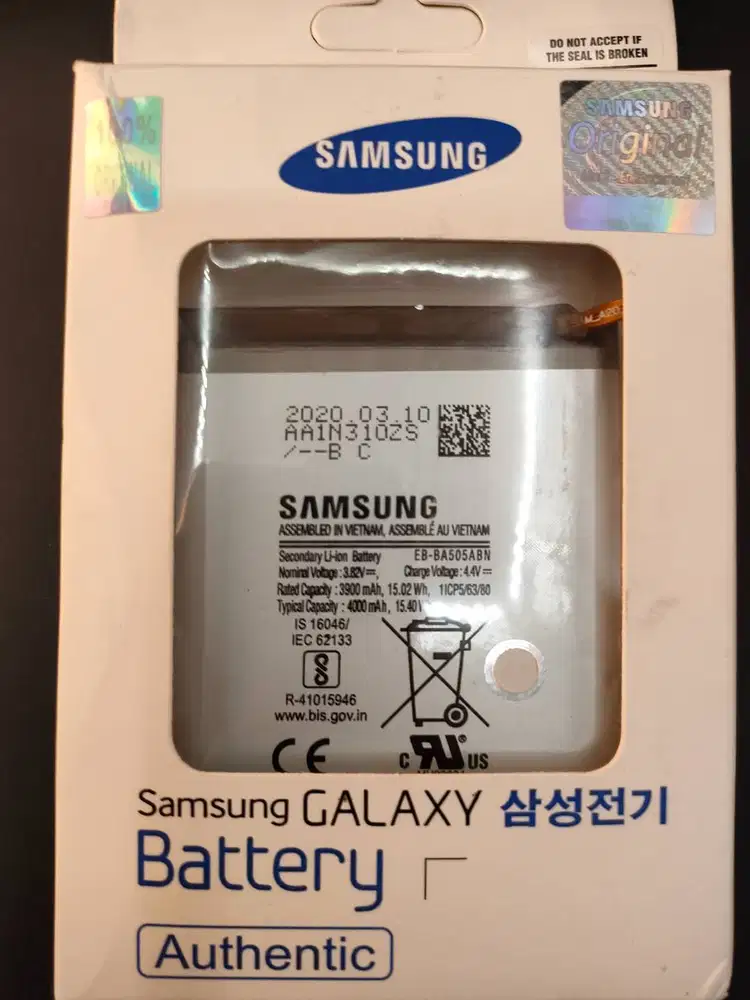 DO NOT ACCEPT IF
THE SEAL IS BROKEN
SAMSUNG
SAMSUNG
Original
2020.03.10
AA1N310ZS
/--B C
SAMSUNG
ASSEMBLED IN VIETNAM, ASSEMBLÉ AU VIETNAM
Secondary Li-ion Battery EB-BA505ABN
Nominal Voltage : 3.82V⎓, Charge Voltage : 4.4V⎓
Rated Capacity : 3900 mAh, 15.02 Wh, 1ICP5/63/80
Typical Capacity : 4000 mAh, 15.40
IS 16046/
IEC 62133
R-41015946
www.bis.gov.in
CE
C RU® US
Samsung GALAXY 삼성전기
Battery
Authentic